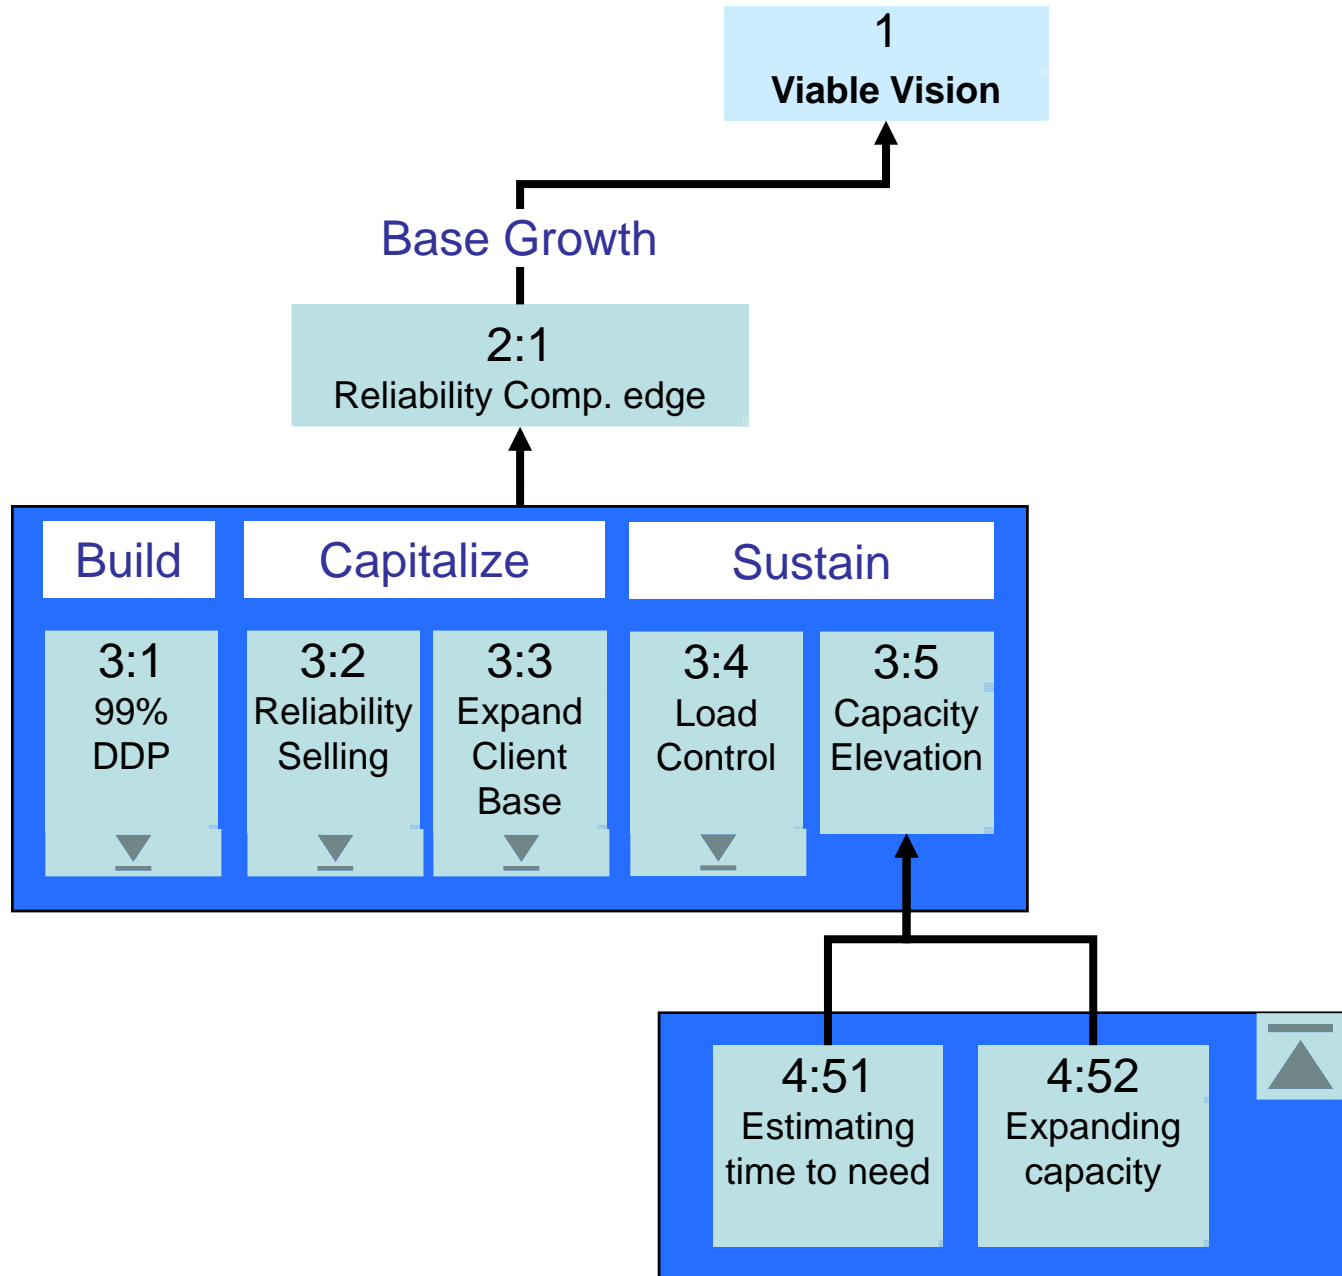 1
Viable Vision
Base Growth
2:1
Reliability Comp. edge
Build
Capitalize
Sustain
3:1
99%
DDP
3:2
Reliability
Selling
3:3
Expand
Client
Base
3:4
Load
Control
3:5
Capacity
Elevation
4:51
Estimating
time to need
4:52
Expanding
capacity